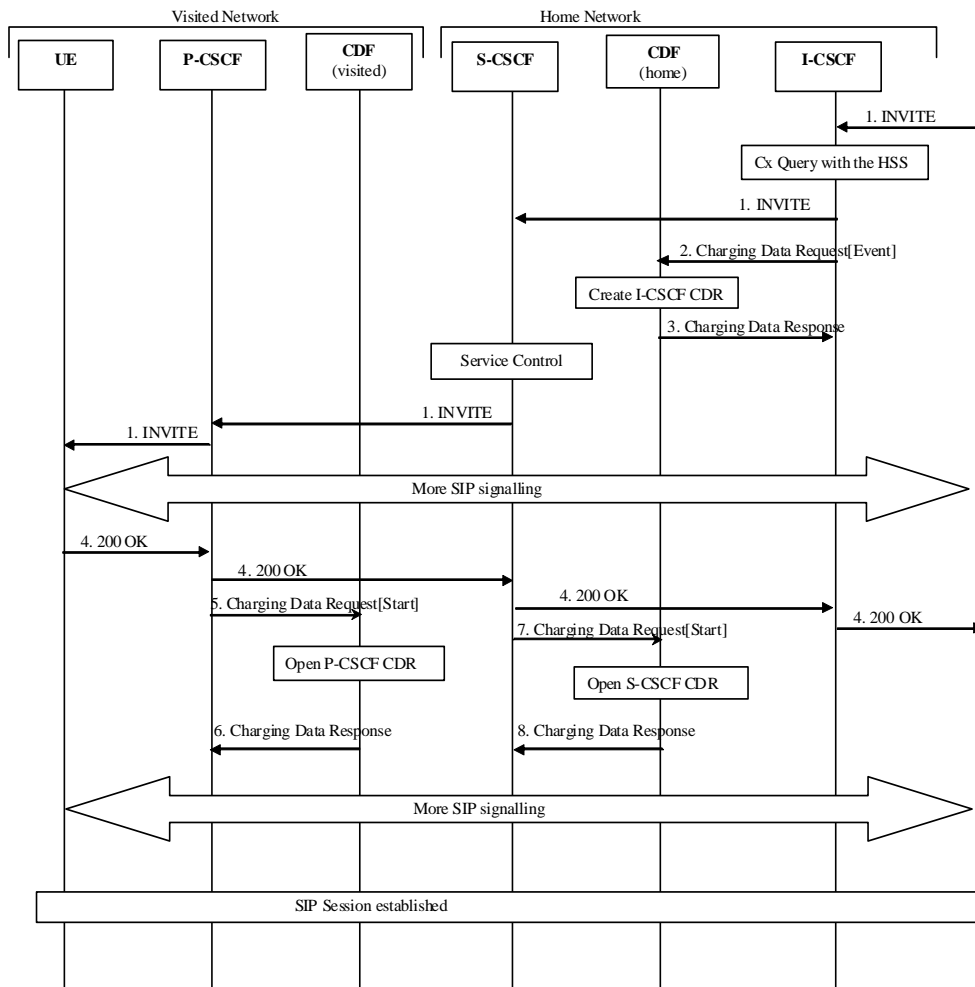 Visited Network
Home Network
UE
P-CSCF
CDF
(visited)
S-CSCF
CDF
(home)
I-CSCF
1. INVITE
Cx Query with the HSS
1. INVITE
2. Charging Data Request[Event]
Create I-CSCF CDR
3. Charging Data Response
Service Control
1. INVITE
1. INVITE
More SIP signalling
4. 200 OK
4. 200 OK
5. Charging Data Request[Start]
4. 200 OK
4. 200 OK
7. Charging Data Request[Start]
Open P-CSCF CDR
Open S-CSCF CDR
6. Charging Data Response
8. Charging Data Response
More SIP signalling
SIP Session established